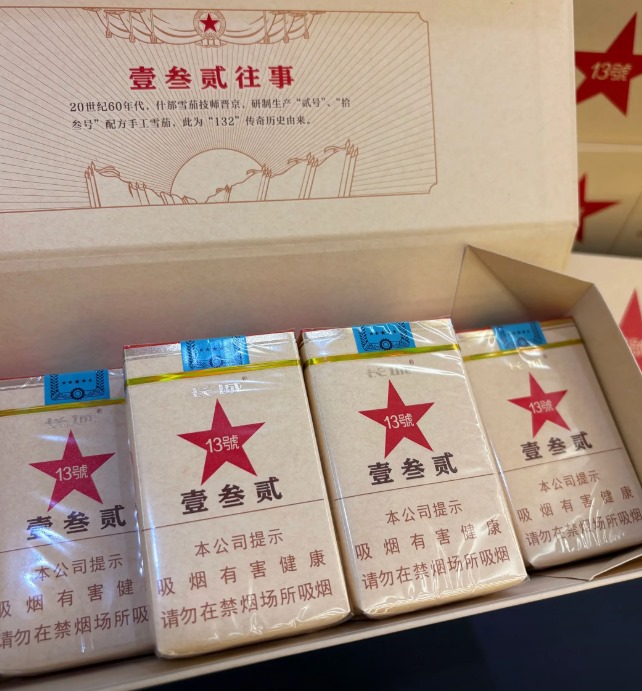 壹叁贰往事
20世纪60年代，什邡雪茄技师晋京，研制生产“贰号”、“拾
叁号”配方手工雪茄，此为“132”传奇历史由来。
13號
长城®
13號
壹叁贰
本公司提示
吸烟有害健康
请勿在禁烟场所吸烟
长城®
13號
壹叁贰
本公司提示
吸烟有害健康
请勿在禁烟场所吸烟
长城®
13號
壹叁贰
本公司提示
吸烟有害健康
请勿在禁烟场所吸烟
13號
壹叁贰
本公司提示
吸烟有害健康
请勿在禁烟场所吸烟